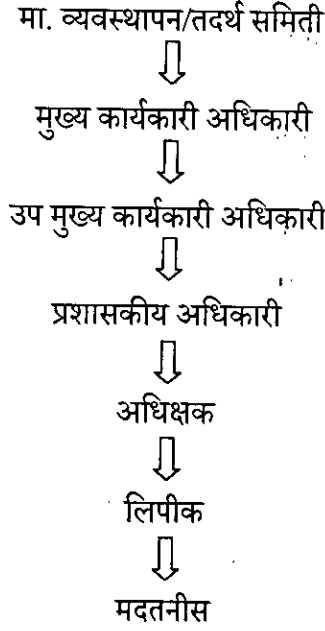 मा. व्यवस्थापन/तदर्थ समिती
मुख्य कार्यकारी अधिकारी
उप मुख्य कार्यकारी अधिकारी
प्रशासकीय अधिकारी
अधिक्षक
लिपीक
मदतनीस